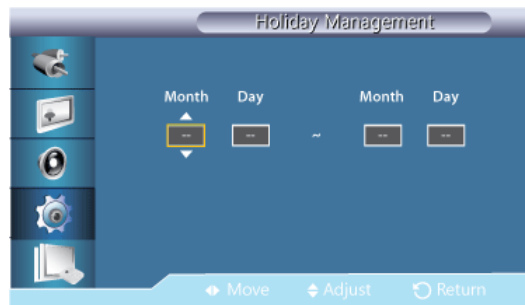 Holiday Management
Month Day Month Day
-- -- ~ -- --
Move Adjust Return